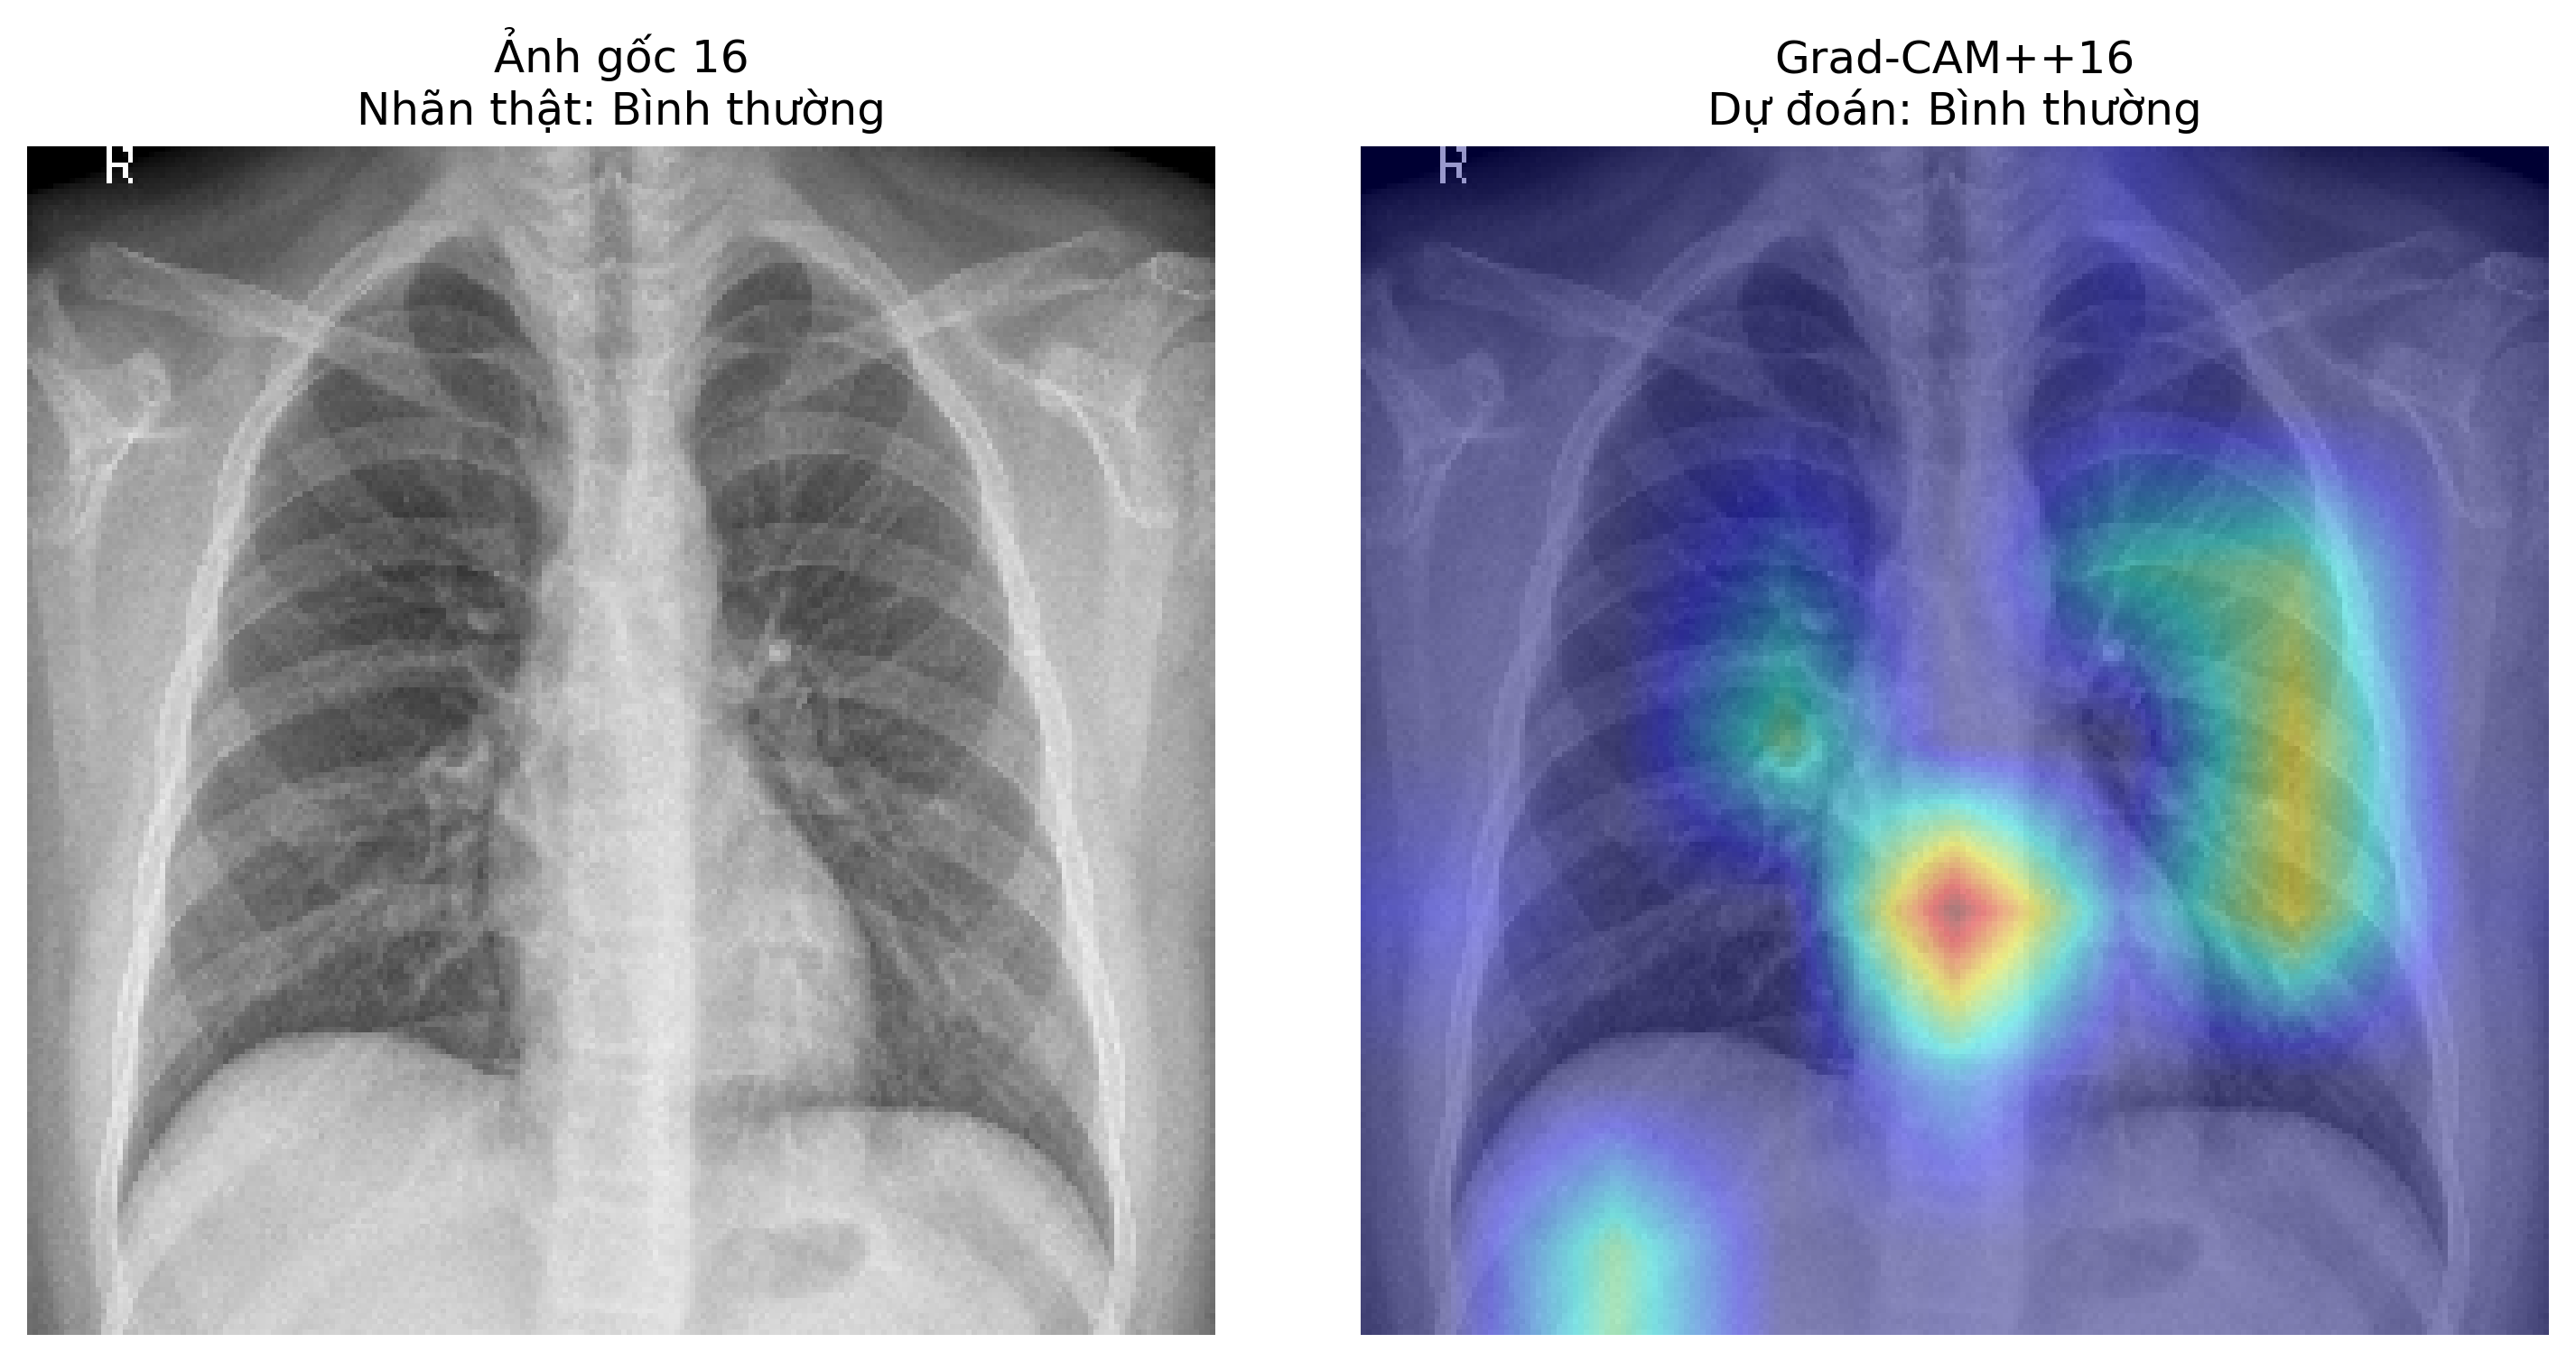 Ảnh gốc 16
Nhãn thật: Bình thường
Grad-CAM++16
Dự đoán: Bình thường
R
R